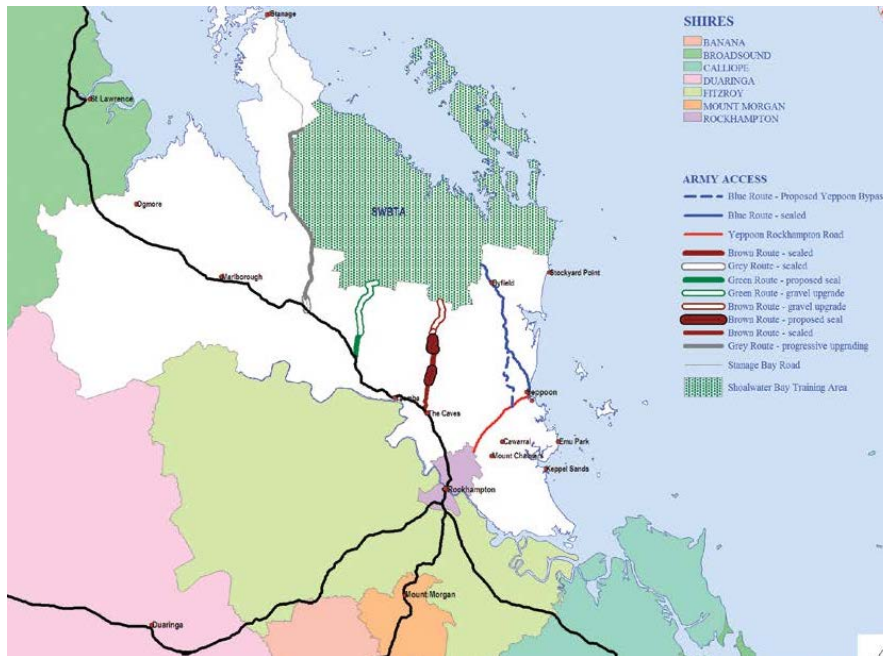 Stanage
St Lawrence
Ogmore
Marlborough
SWBTA
Byfield
Stockyard Point
Yeppoon
The Caves
Cawarral
Emu Park
Mount Chalmers
Keppel Sands
Rockhampton
Mount Morgan
Duaringa
SHIRES
BANANA
BROADSOUND
CALLIOPE
DUARINGA
FITZROY
MOUNT MORGAN
ROCKHAMPTON
ARMY ACCESS
Blue Route - Proposed Yeppoon Bypas
Blue Route - sealed
Yeppoon Rockhampton Road
Brown Route - sealed
Grey Route - sealed
Green Route - proposed seal
Green Route - gravel upgrade
Brown Route - gravel upgrade
Brown Route - proposed seal
Brown Route - sealed
Grey Route - progressive upgrading
Stanage Bay Road
Shoalwater Bay Training Area